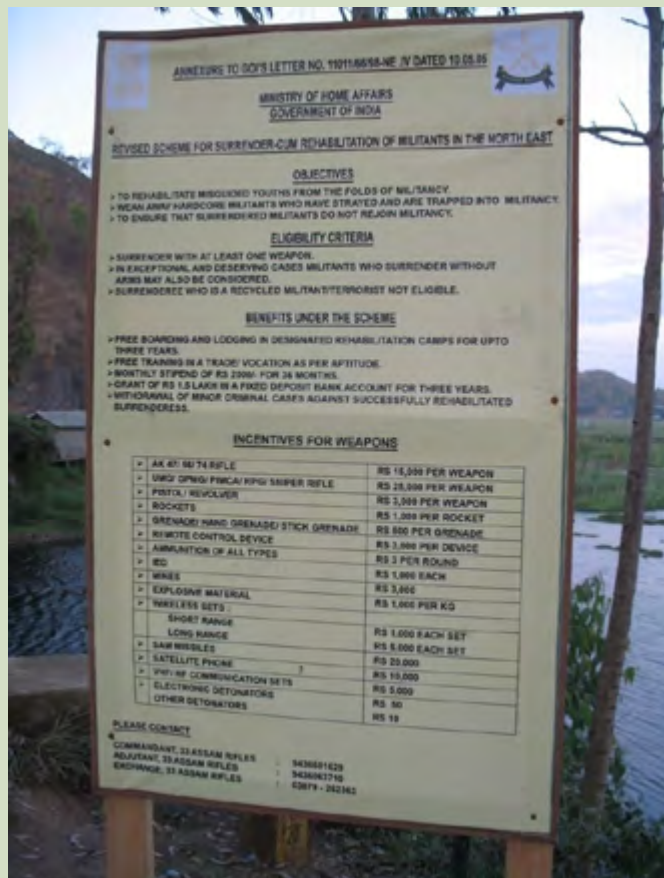 ANNEXURE TO GOI'S LETTER NO. 11011/66/98-NE .IV DATED 10.08.05
MINISTRY OF HOME AFFAIRS
GOVERNMENT OF INDIA
REVISED SCHEME FOR SURRENDER-CUM REHABILITATION OF MILITANTS IN THE NORTH EAST
OBJECTIVES
➢ TO REHABILITATE MISGUIDED YOUTHS FROM THE FOLDS OF MILITANCY.
➢ WEAN AWAY HARDCORE MILITANTS WHO HAVE STRAYED AND ARE TRAPPED INTO MILITANCY.
➢ TO ENSURE THAT SURRENDERED MILITANTS DO NOT REJOIN MILITANCY.
ELIGIBILITY CRITERIA
➢ SURRENDER WITH AT LEAST ONE WEAPON.
➢ IN EXCEPTIONAL AND DESERVING CASES MILITANTS WHO SURRENDER WITHOUT
ARMS MAY ALSO BE CONSIDERED.
➢ SURRENDEREE WHO IS A RECYCLED MILITANT/TERRORIST NOT ELIGIBLE.
BENEFITS UNDER THE SCHEME
➢ FREE BOARDING AND LODGING IN DESIGNATED REHABILITATION CAMPS FOR UPTO
THREE YEARS.
➢ FREE TRAINING IN A TRADE/ VOCATION AS PER APTITUDE.
➢ MONTHLY STIPEND OF RS 2000/- FOR 36 MONTHS.
➢ GRANT OF RS 1.5 LAKH IN A FIXED DEPOSIT BANK ACCOUNT FOR THREE YEARS.
➢ WITHDRAWAL OF MINOR CRIMINAL CASES AGAINST SUCCESSFULLY REHABILITATED
SURRENDERESS.
INCENTIVES FOR WEAPONS
➢ AK 47/ 56/ 74 RIFLE RS 15,000 PER WEAPON
➢ UMG/ GPMG/ PIMCA/ RPG/ SNIPER RIFLE RS 25,000 PER WEAPON
➢ PISTOL/ REVOLVER RS 3,000 PER WEAPON
➢ ROCKETS RS 1,000 PER ROCKET
➢ GRENADE/ HAND GRENADE/ STICK GRENADE RS 500 PER GRENADE
➢ REMOTE CONTROL DEVICE RS 3,000 PER DEVICE
➢ AMMUNITION OF ALL TYPES RS 3 PER ROUND
➢ IED RS 1,000 EACH
➢ MINES RS 3,000
➢ EXPLOSIVE MATERIAL RS 1,000 PER KG
➢ WIRELESS SETS :
SHORT RANGE RS 1,000 EACH SET
LONG RANGE RS 5,000 EACH SET
➢ SAM MISSILES RS 20,000
➢ SATELLITE PHONE RS 10,000
➢ VHF/HF COMMUNICATION SETS RS 5,000
➢ ELECTRONIC DETONATORS RS 50
OTHER DETONATORS RS 10
PLEASE CONTACT
COMMANDANT, 33 ASSAM RIFLES :
ADJUTANT, 33 ASSAM RIFLES :
EXCHANGE, 33 ASSAM RIFLES :